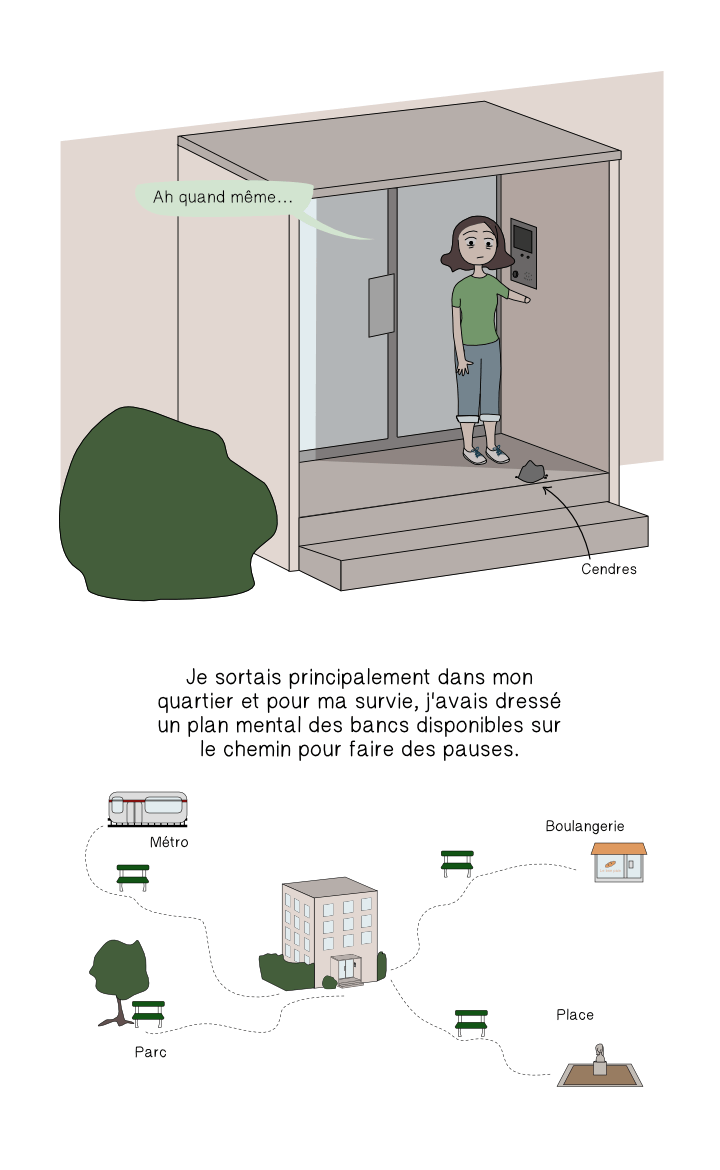 Ah quand même...
Cendres
Je sortais principalement dans mon
quartier et pour ma survie, j'avais dressé
un plan mental des bancs disponibles sur
le chemin pour faire des pauses.
Métro
Boulangerie
Parc
Place